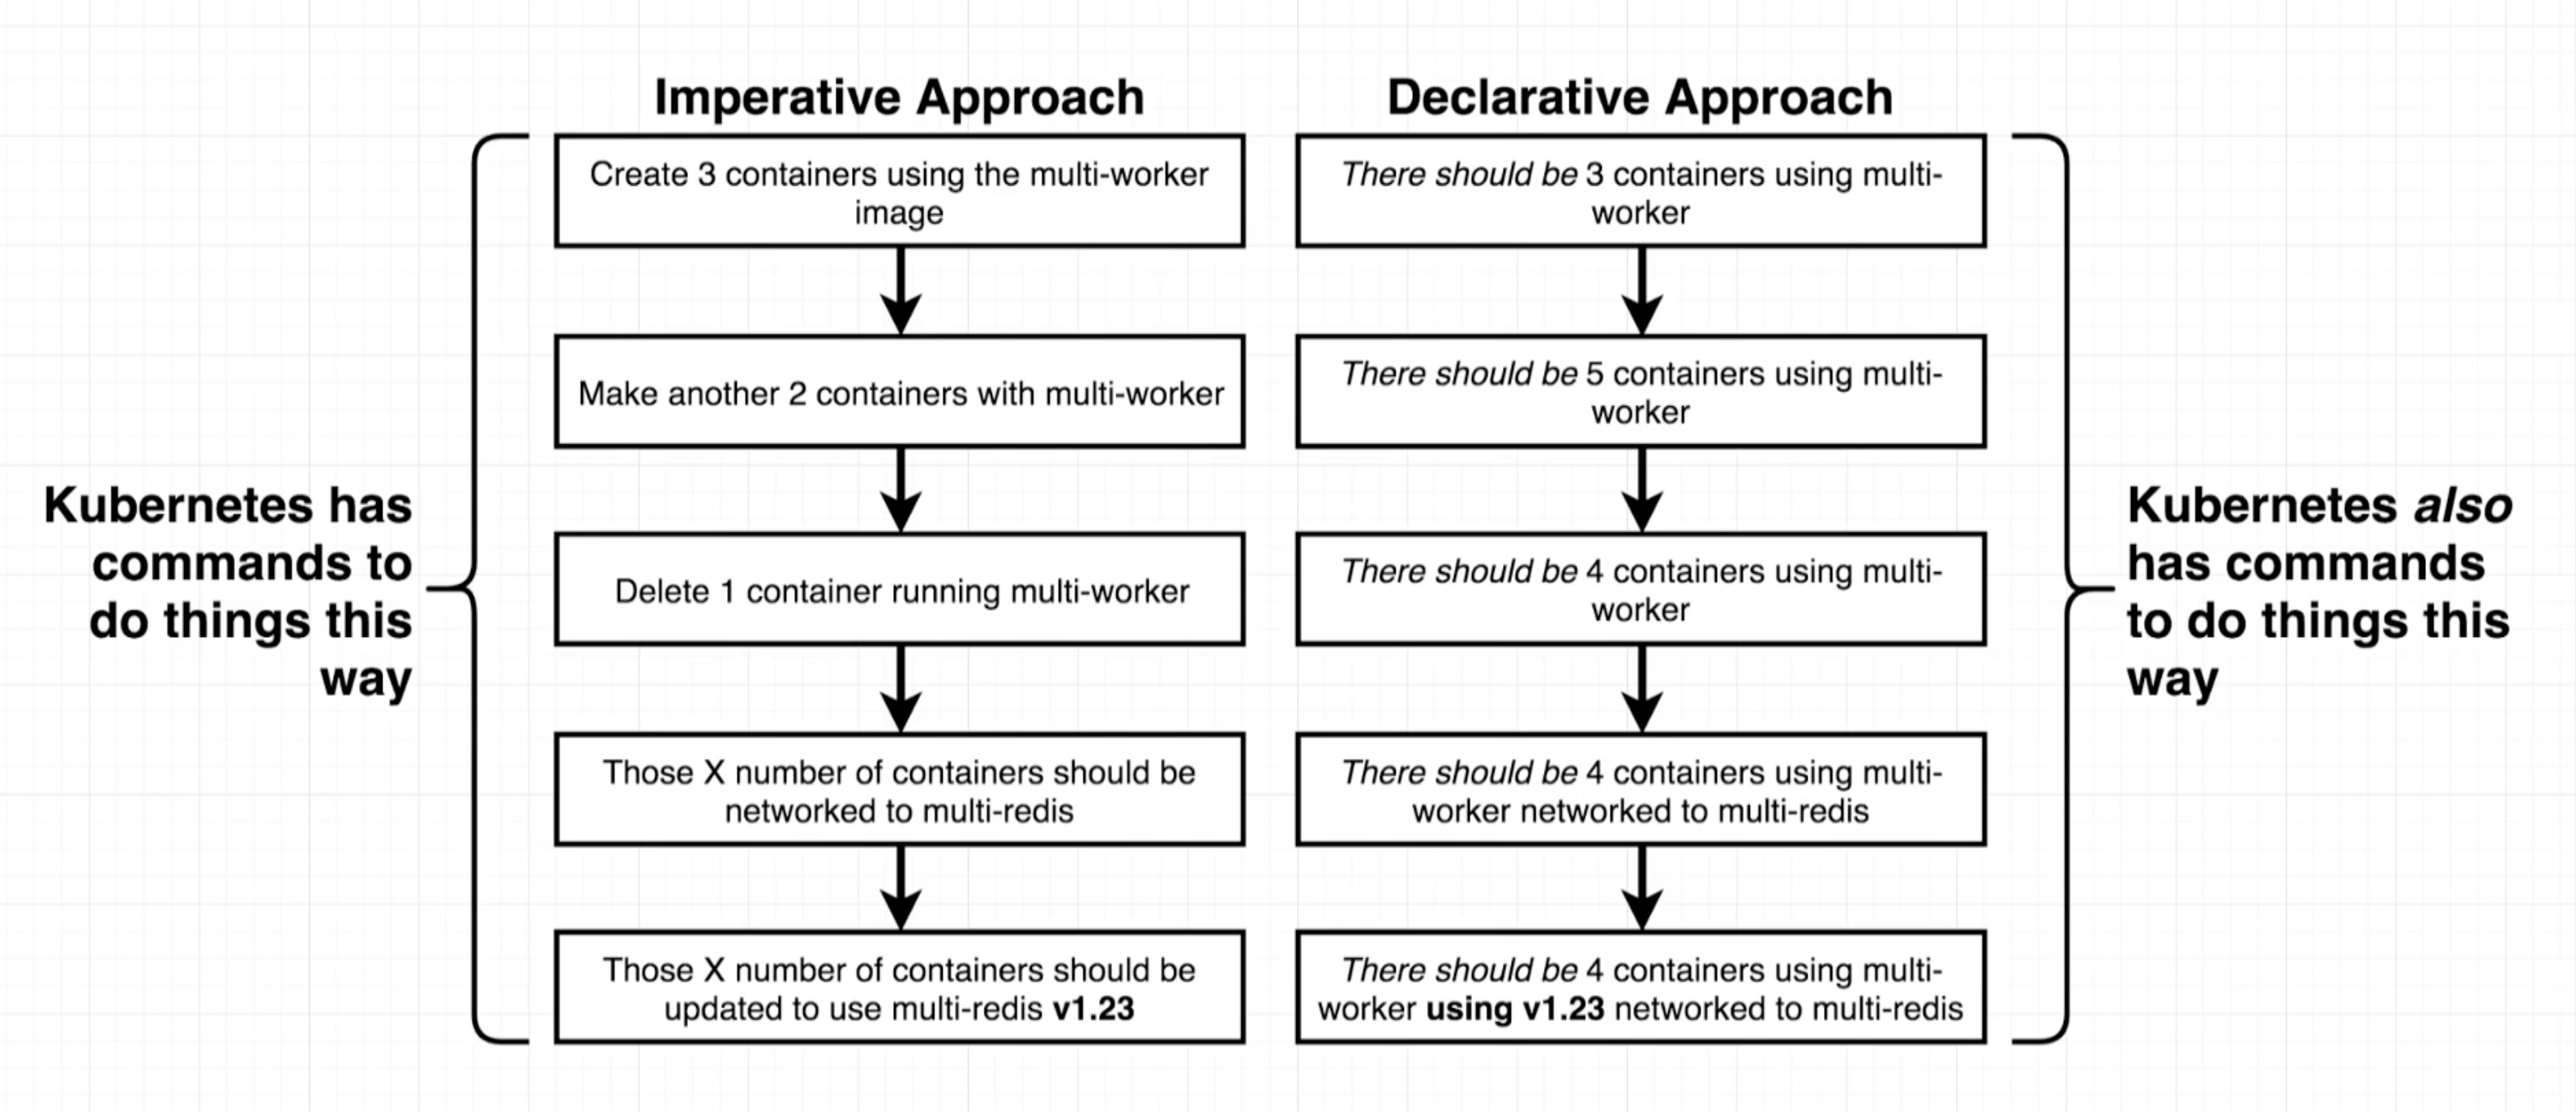 Imperative Approach
Create 3 containers using the multi-worker
image
Make another 2 containers with multi-worker
Delete 1 container running multi-worker
Those X number of containers should be
networked to multi-redis
Those X number of containers should be
updated to use multi-redis v1.23
Declarative Approach
There should be 3 containers using multi-
worker
There should be 5 containers using multi-
worker
There should be 4 containers using multi-
worker
There should be 4 containers using multi-
worker networked to multi-redis
There should be 4 containers using multi-
worker using v1.23 networked to multi-redis
Kubernetes has
commands to
do things this
way
Kubernetes also
has commands
to do things this
way